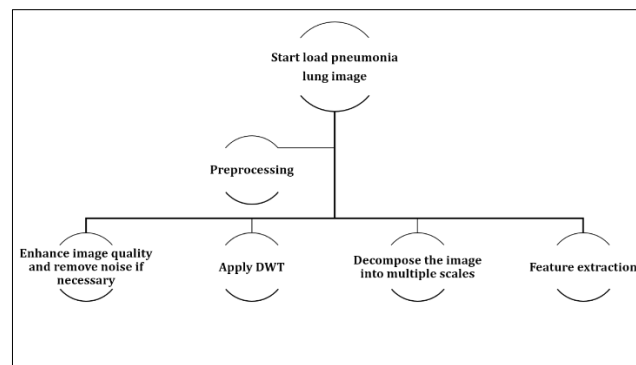 Start load pneumonia
lung image
Preprocessing
Enhance image quality
and remove noise if
necessary
Apply DWT
Decompose the image
into multiple scales
Feature extraction